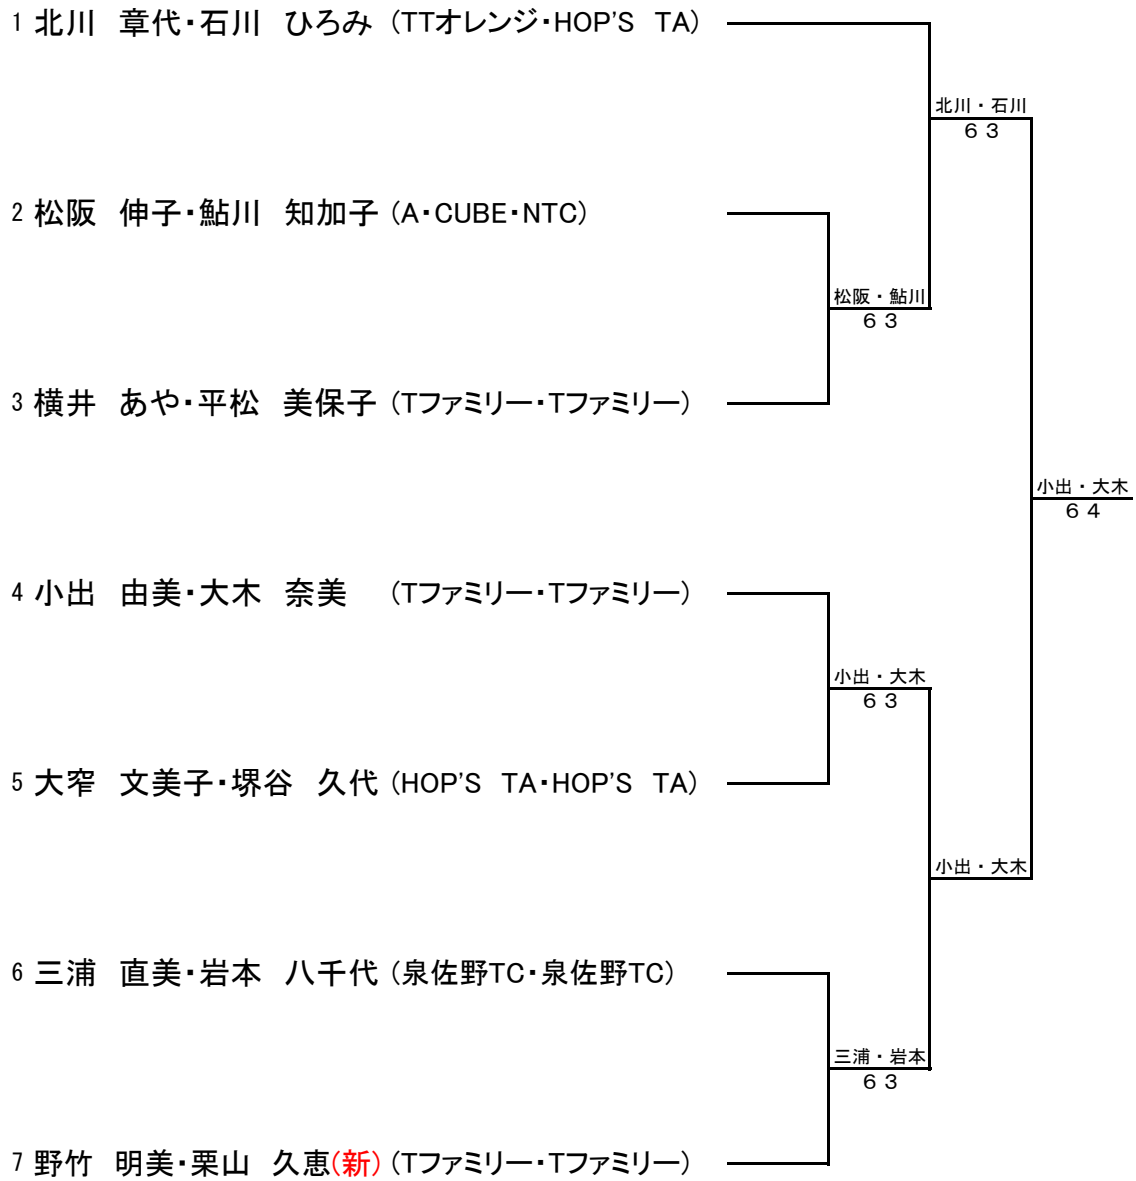 1 北川　章代・石川　ひろみ (TTオレンジ・HOP'S　TA)
北川・石川
６３
2 松阪　伸子・鮎川　知加子 (A・CUBE・NTC)
松阪・鮎川
６３
3 横井　あや・平松　美保子 (Tファミリー・Tファミリー)
小出・大木
６４
4 小出　由美・大木　奈美 (Tファミリー・Tファミリー)
小出・大木
６３
5 大窄　文美子・堺谷　久代 (HOP'S　TA・HOP'S　TA)
小出・大木
6 三浦　直美・岩本　八千代 (泉佐野TC・泉佐野TC)
三浦・岩本
６３
7 野竹　明美・栗山　久恵(新) (Tファミリー・Tファミリー)